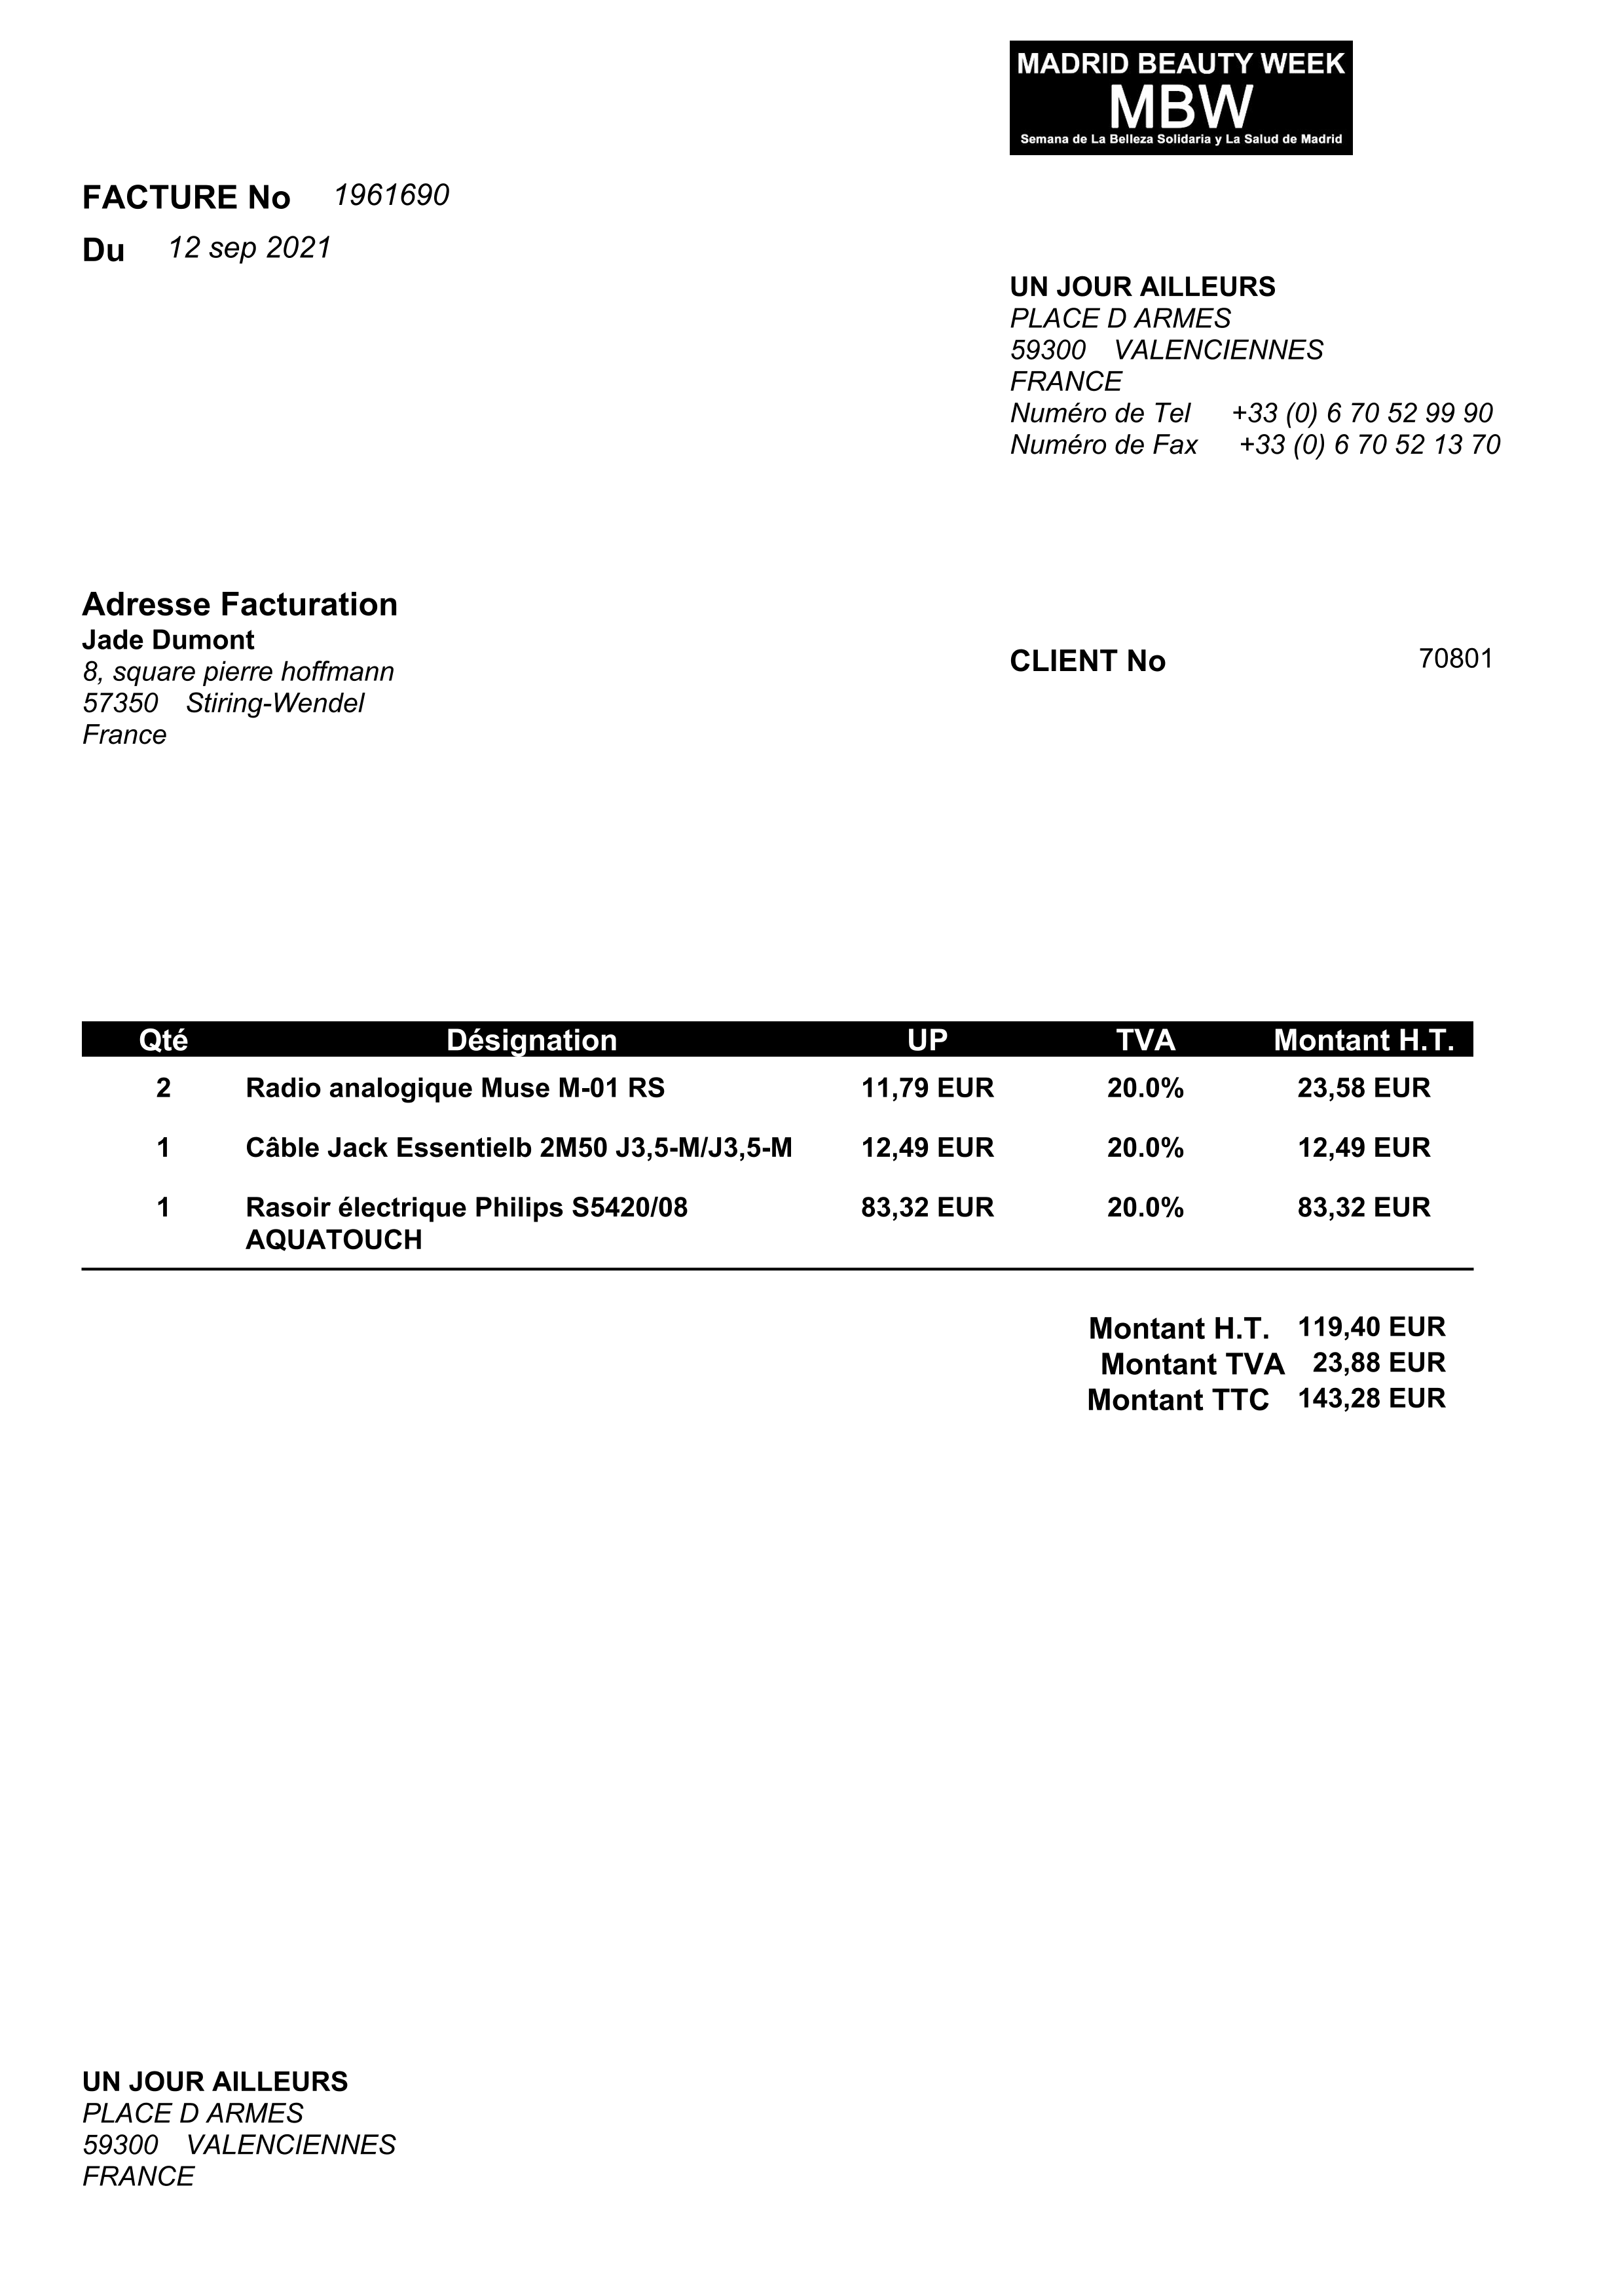 MADRID BEAUTY WEEK
MBW
Semana de La Belleza Solidaria y La Salud de Madrid
FACTURE No 1961690
Du 12 sep 2021
UN JOUR AILLEURS
PLACE D ARMES
59300 VALENCIENNES
FRANCE
Numéro de Tel +33 (0) 6 70 52 99 90
Numéro de Fax +33 (0) 6 70 52 13 70
Adresse Facturation
Jade Dumont
8, square pierre hoffmann
57350 Stiring-Wendel
France
CLIENT No 70801
Qté Désignation UP TVA Montant H.T.
2 Radio analogique Muse M-01 RS 11,79 EUR 20.0% 23,58 EUR
1 Câble Jack Essentielb 2M50 J3,5-M/J3,5-M 12,49 EUR 20.0% 12,49 EUR
1 Rasoir électrique Philips S5420/08 83,32 EUR 20.0% 83,32 EUR
AQUATOUCH
Montant H.T. 119,40 EUR
Montant TVA 23,88 EUR
Montant TTC 143,28 EUR
UN JOUR AILLEURS
PLACE D ARMES
59300 VALENCIENNES
FRANCE